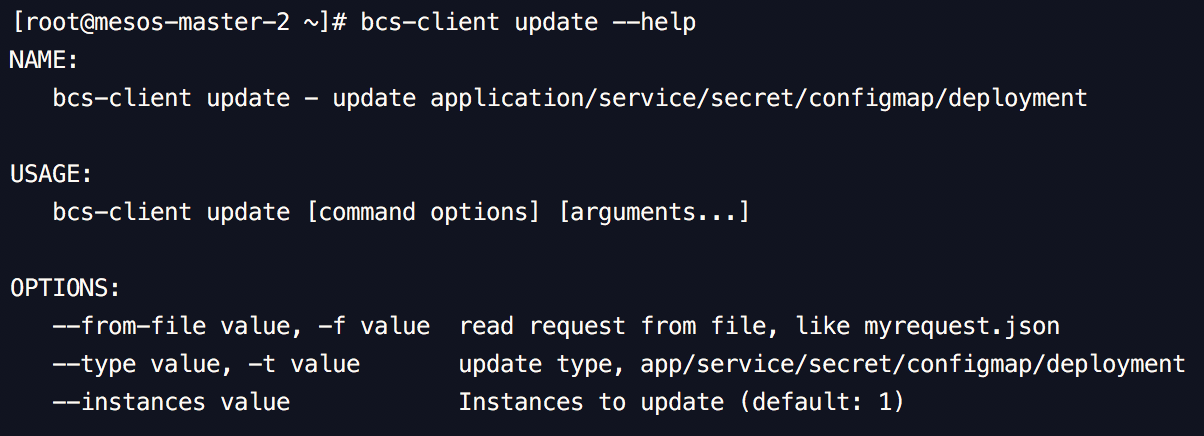 [root@mesos-master-2 ~]# bcs-client update --help
NAME:
   bcs-client update - update application/service/secret/configmap/deployment

USAGE:
   bcs-client update [command options] [arguments...]

OPTIONS:
   --from-file value, -f value  read request from file, like myrequest.json
   --type value, -t value       update type, app/service/secret/configmap/deployment
   --instances value            Instances to update (default: 1)